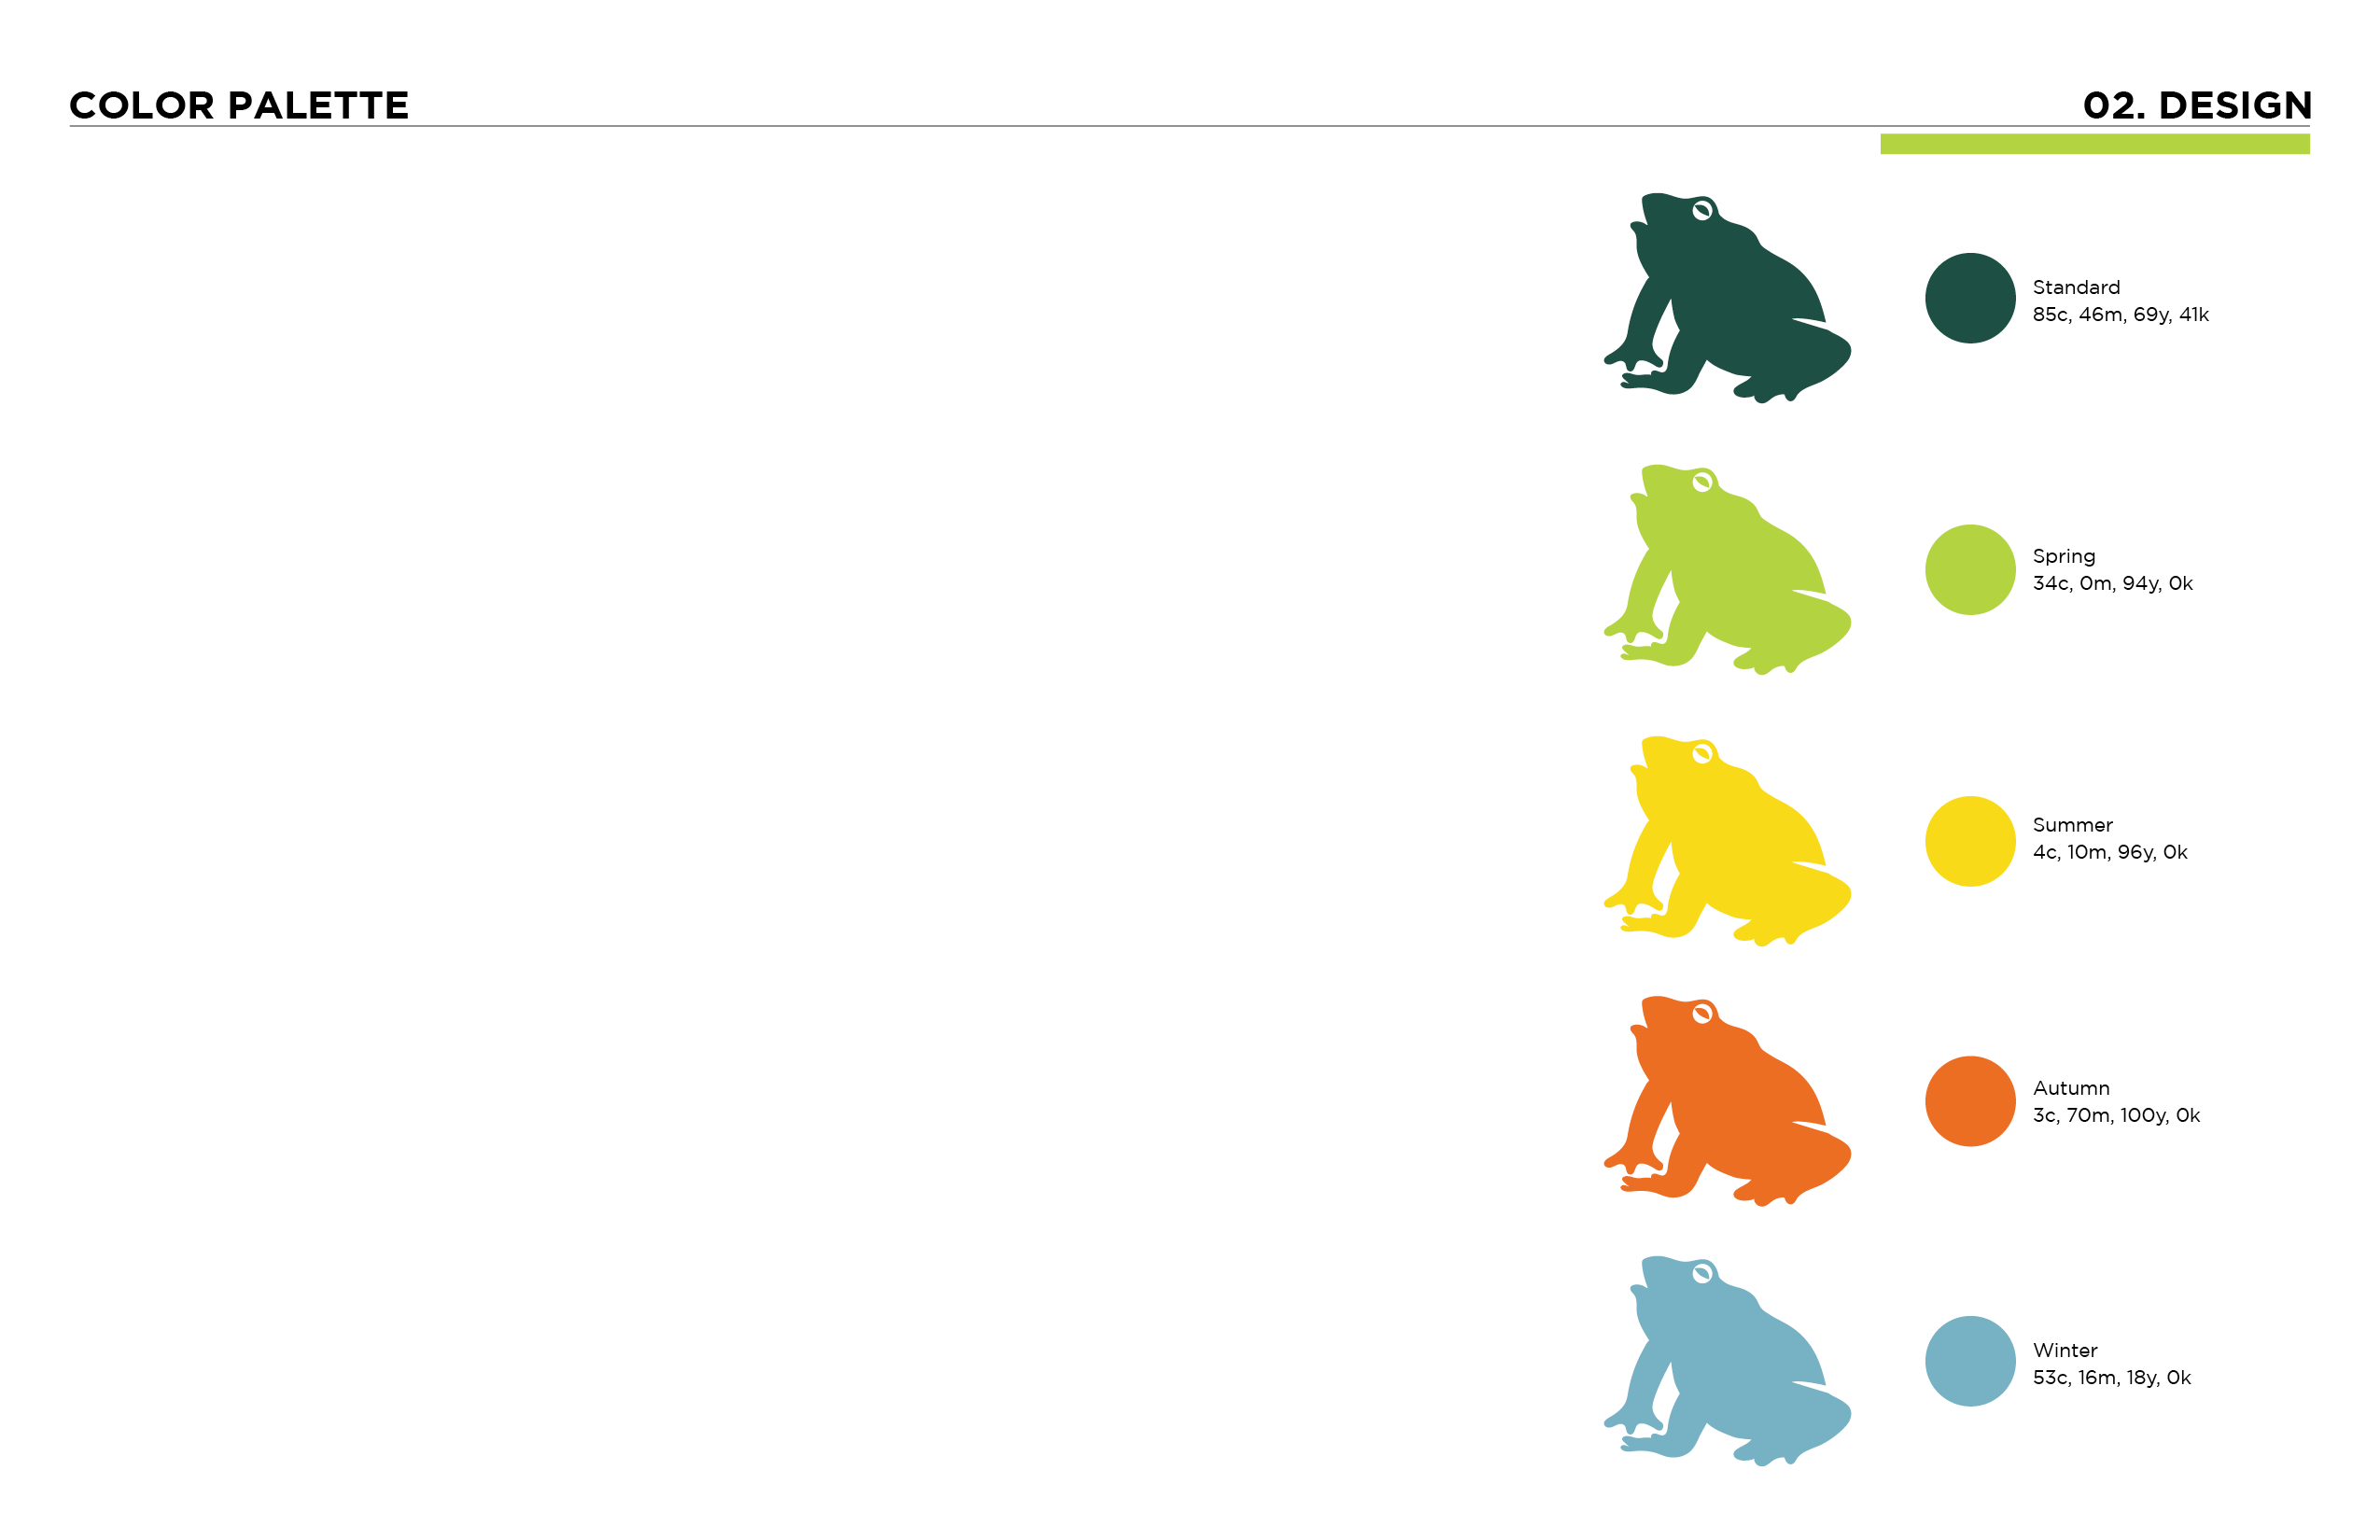 COLOR PALETTE
02. DESIGN
Standard
85c, 46m, 69y, 41k
Spring
34c, 0m, 94y, 0k
Summer
4c, 10m, 96y, 0k
Autumn
3c, 70m, 100y, 0k
Winter
53c, 16m, 18y, 0k